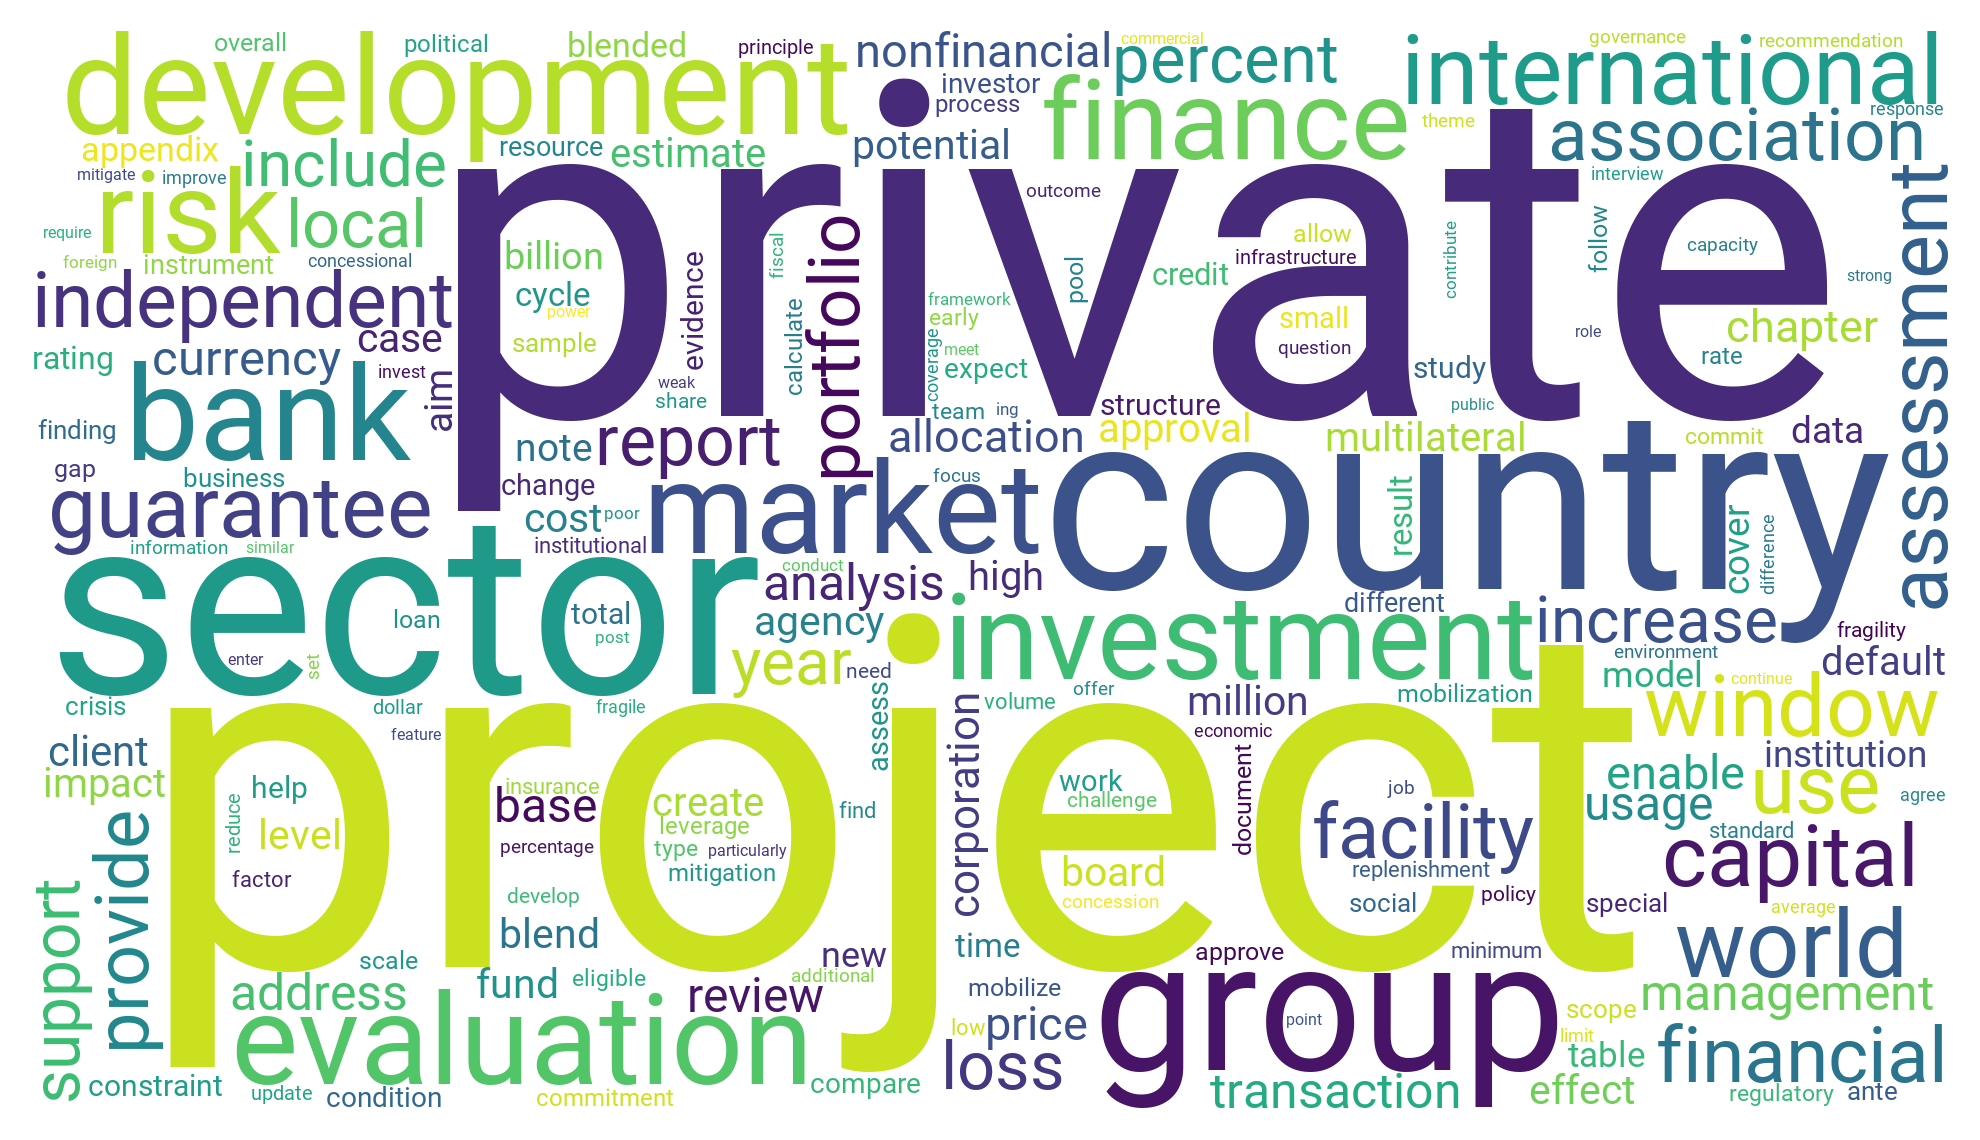 overall
political
blended
principle
nonfinancial
commercial
percent
international
governance
recommendation
development
investor
process
finance
theme
association
response
appendix
include
resource
estimate
potential
mitigate
improve
risk
local
private
outcome
interview
assessment
require
foreign
instrument
concessional
independent
billion
cycle
power
sample
evidence
fiscal
portfolio
calculate
pool
credit
allow
infrastructure
contribute
follow
capacity
strong
framework
early
coverage
meet
expect
small
question
role
chapter
rate
rating
currency
case
invest
bank
aim
weak
share
team
ing
structure
approval
study
public
multilateral
commit
data
finding
gap
business
note
report
change
allocation
focus
market
country
result
cover
difference
guarantee
cost
poor
institutional
information
similar
sector
conduct
analysis
high
different
increase
loan
total
post
agency
investment
environment
fragility
default
enter
set
year
need
model
window
continue
crisis
dollar
fragile
feature
assess
volume
offer
million
economic
mobilization
institution
client
impact
project
help
reduce
level
factor
insurance
base
create
leverage
type
particularly
percentage
mitigation
find
corporation
work
challenge
document
job
facility
enable
use
usage
agree
standard
capital
support
provide
develop
blend
board
concession
replenishment
social
policy
special
average
scale
new
time
approve
minimum
world
address
fund
eligible
additional
review
mobilize
management
evaluation
low
price
loss
group
point
scope
limit
table
financial
constraint
update
condition
commitment
compare
transaction
effect
regulatory
ante